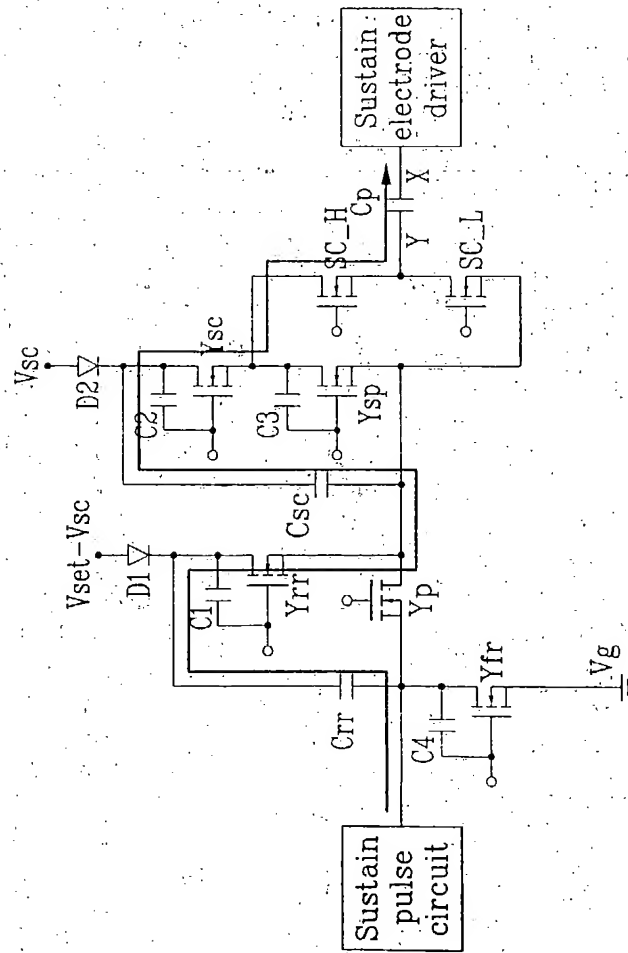 Sustain
electrode
driver
Cp
X
Y
SC_H
SC_L
Vsc
D2
C2
Ysc
C3
Ysp
Csc
Vset-Vsc
D1
C1
Yrr
Yp
Crr
C4
Yfr
Vg
Sustain
pulse
circuit